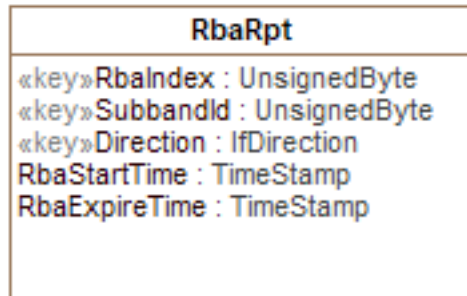 RbaRpt
«key»RbaIndex : UnsignedByte
«key»SubbandId : UnsignedByte
«key»Direction : IfDirection
RbaStartTime : TimeStamp
RbaExpireTime : TimeStamp